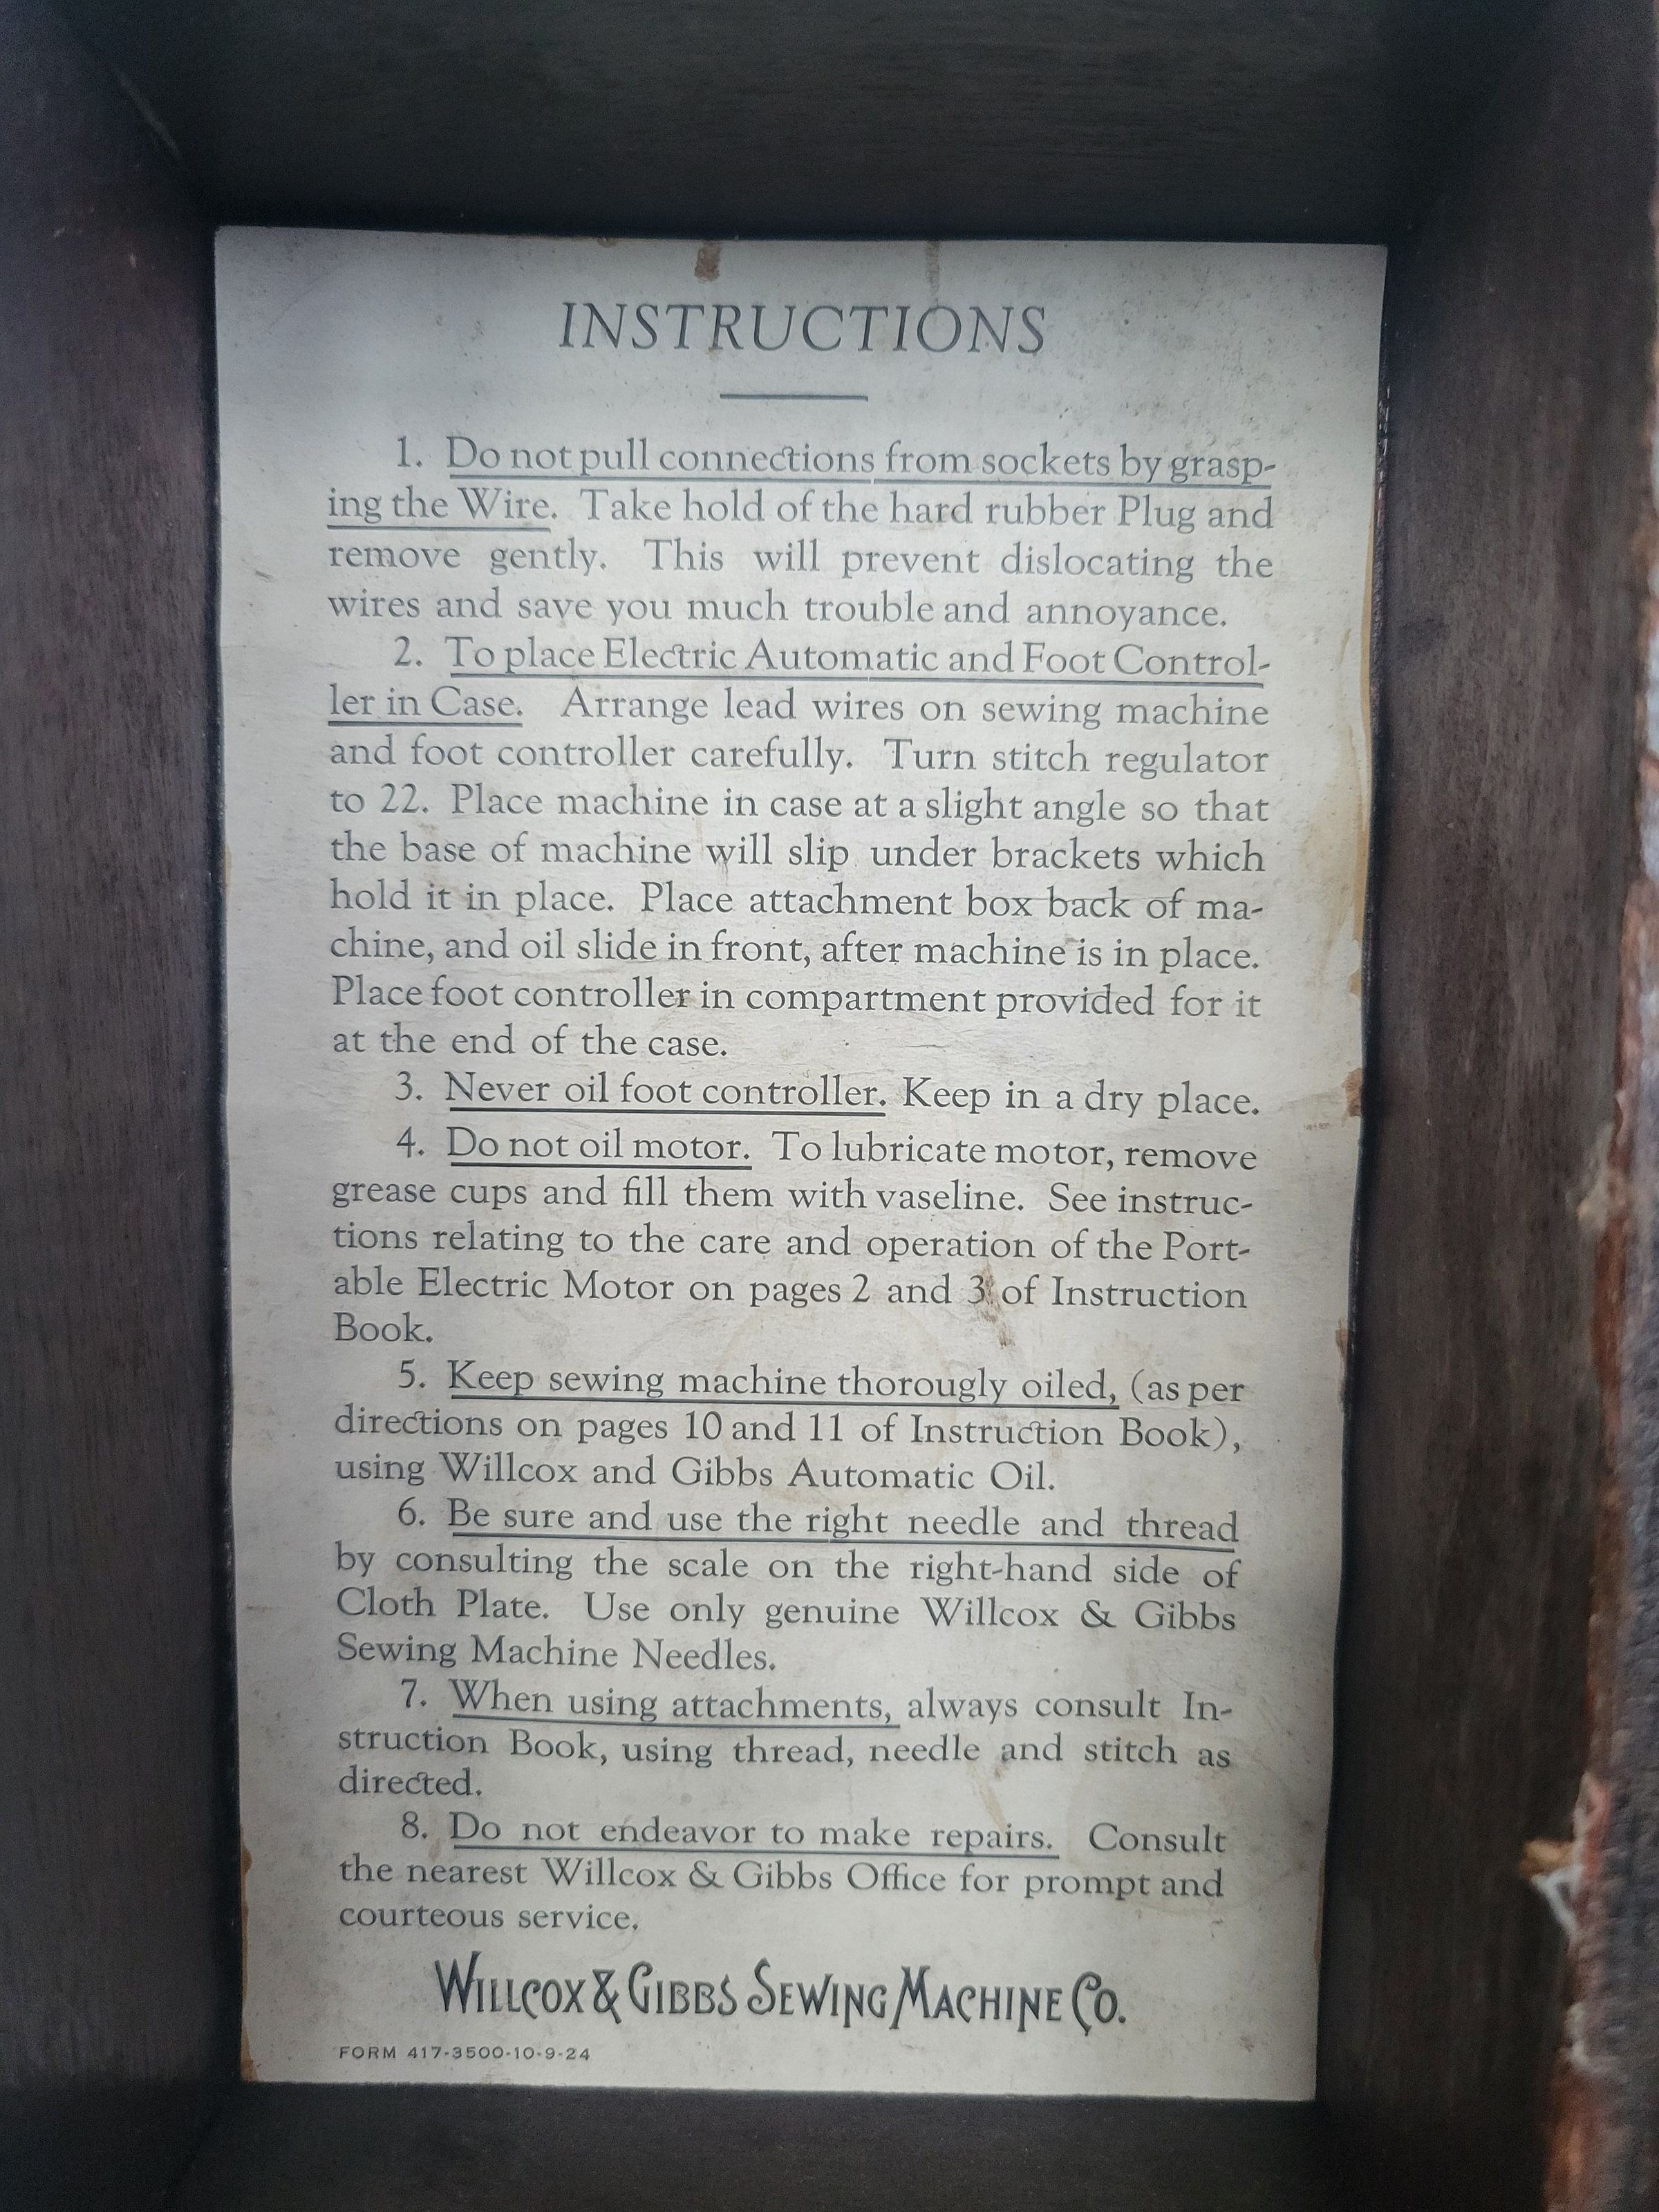 INSTRUCTIONS
1. Do not pull connections from sockets by grasp-
ing the Wire. Take hold of the hard rubber Plug and
remove gently. This will prevent dislocating the
wires and save you much trouble and annoyance.
2. To place Electric Automatic and Foot Control-
ler in Case. Arrange lead wires on sewing machine
and foot controller carefully. Turn stitch regulator
to 22. Place machine in case at a slight angle so that
the base of machine will slip under brackets which
hold it in place. Place attachment box back of ma-
chine, and oil slide in front, after machine is in place.
Place foot controller in compartment provided for it
at the end of the case.
3. Never oil foot controller. Keep in a dry place.
4. Do not oil motor. To lubricate motor, remove
grease cups and fill them with vaseline. See instruc-
tions relating to the care and operation of the Port-
able Electric Motor on pages 2 and 3 of Instruction
Book.
5. Keep sewing machine thorougly oiled, (as per
directions on pages 10 and 11 of Instruction Book),
using Willcox and Gibbs Automatic Oil.
6. Be sure and use the right needle and thread
by consulting the scale on the right-hand side of
Cloth Plate. Use only genuine Willcox & Gibbs
Sewing Machine Needles.
7. When using attachments, always consult In-
struction Book, using thread, needle and stitch as
directed.
8. Do not endeavor to make repairs. Consult
the nearest Willcox & Gibbs Office for prompt and
courteous service.
WILLCOX & GIBBS SEWING MACHINE CO.
FORM 417-3500-10-9-24